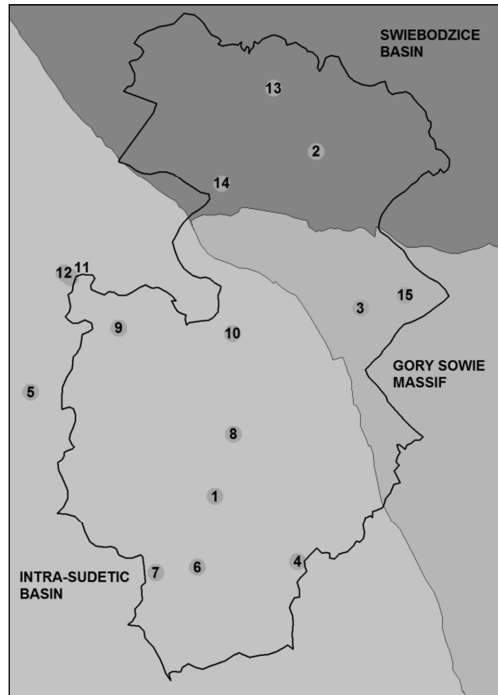 SWIEBODZICE
BASIN
13
2
14
12 11
3 15
9
10
GORY SOWIE
MASSIF
5
8
1
4
7 6
INTRA-SUDETIC
BASIN